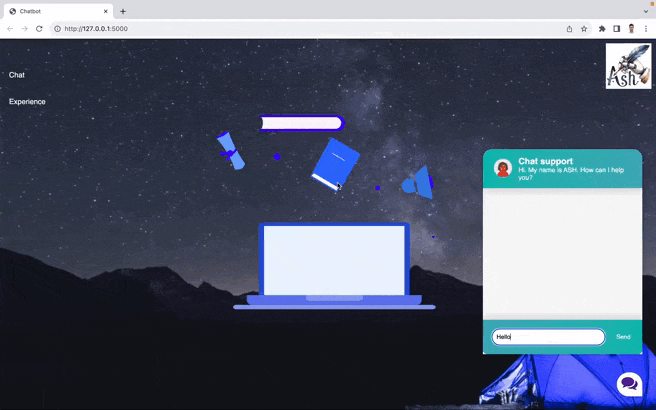 Chatbot
http://127.0.0.1:5000
Chat
Experience
Ash
Chat support
Hi. My name is ASH. How can I help
you?
Hello
Send